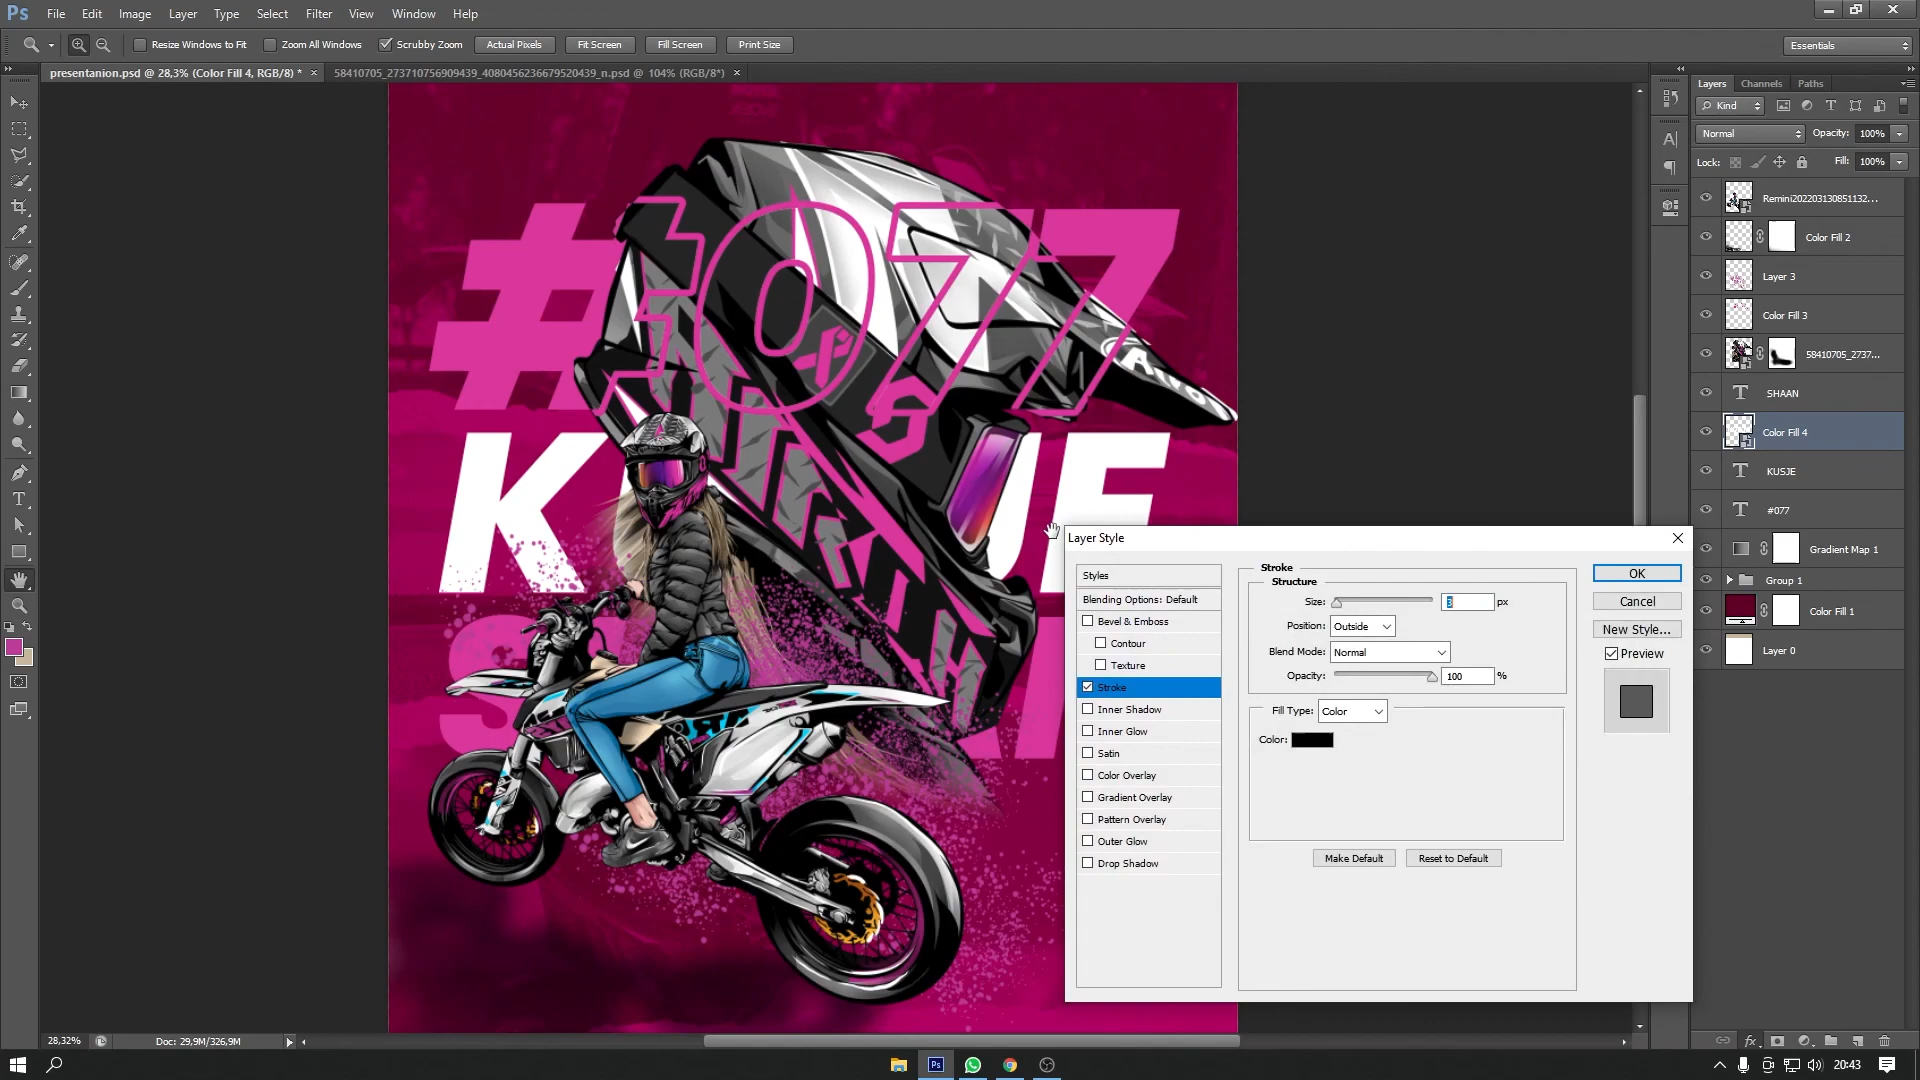 Ps File Edit Image Layer Type Select Filter View Window Help
Resize Windows to Fit Zoom All Windows Scrubby Zoom Actual Pixels Fit Screen Fill Screen Print Size Essentials
presentanion.psd @ 28,3% (Color Fill 4, RGB/8) * × 58410705_273710756909439_4080456236679520439_n.psd @ 104% (RGB/8*) ×
Layers Channels Paths
Kind
Normal Opacity: 100%
Lock: Fill: 100%
Remini20220313085113​2...
Color Fill 2
Layer 3
Color Fill 3
58410705_2737...
SHAAN
Color Fill 4
KUSJE
#077
Gradient Map 1
Group 1
Color Fill 1
Layer 0
#077
K
Layer Style
Styles
Blending Options: Default
Bevel & Emboss
Contour
Texture
Stroke
Inner Shadow
Inner Glow
Satin
Color Overlay
Gradient Overlay
Pattern Overlay
Outer Glow
Drop Shadow
Stroke
Structure
Size: 3 px
Position: Outside
Blend Mode: Normal
Opacity: 100 %
Fill Type: Color
Color:
Make Default Reset to Default
OK
Cancel
New Style...
Preview
28,32% Doc: 29,9M/326,9M
Ps 20:43